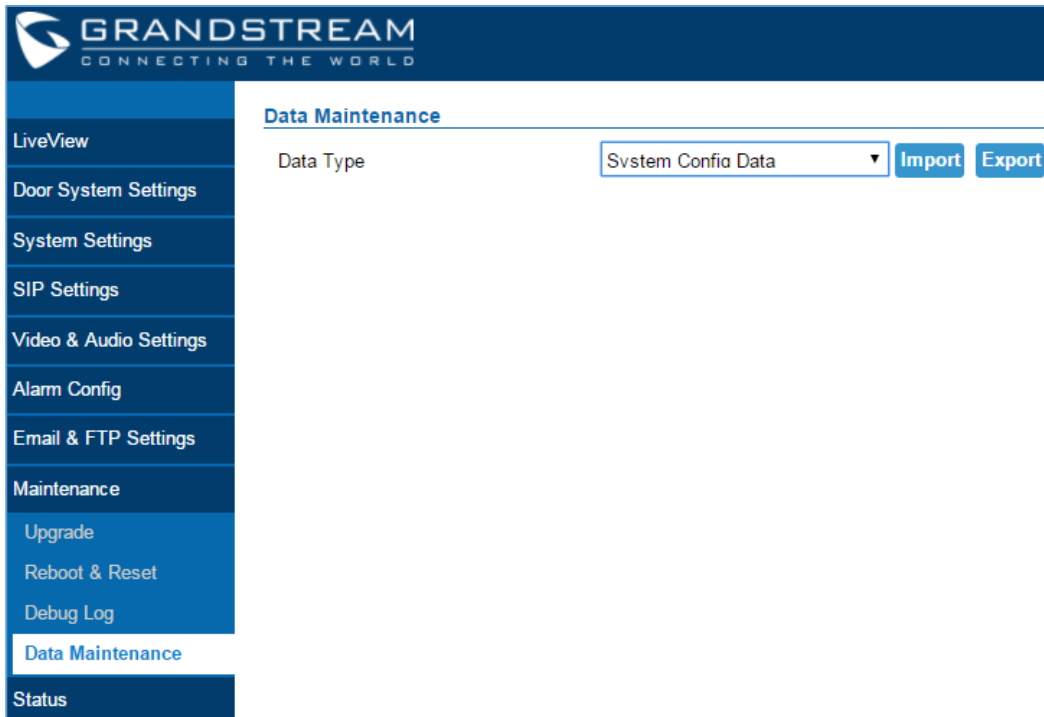 GRANDSTREAM
CONNECTING THE WORLD
LiveView
Door System Settings
System Settings
SIP Settings
Video & Audio Settings
Alarm Config
Email & FTP Settings
Maintenance
Upgrade
Reboot & Reset
Debug Log
Data Maintenance
Status
Data Maintenance
Data Type System Config Data Import Export